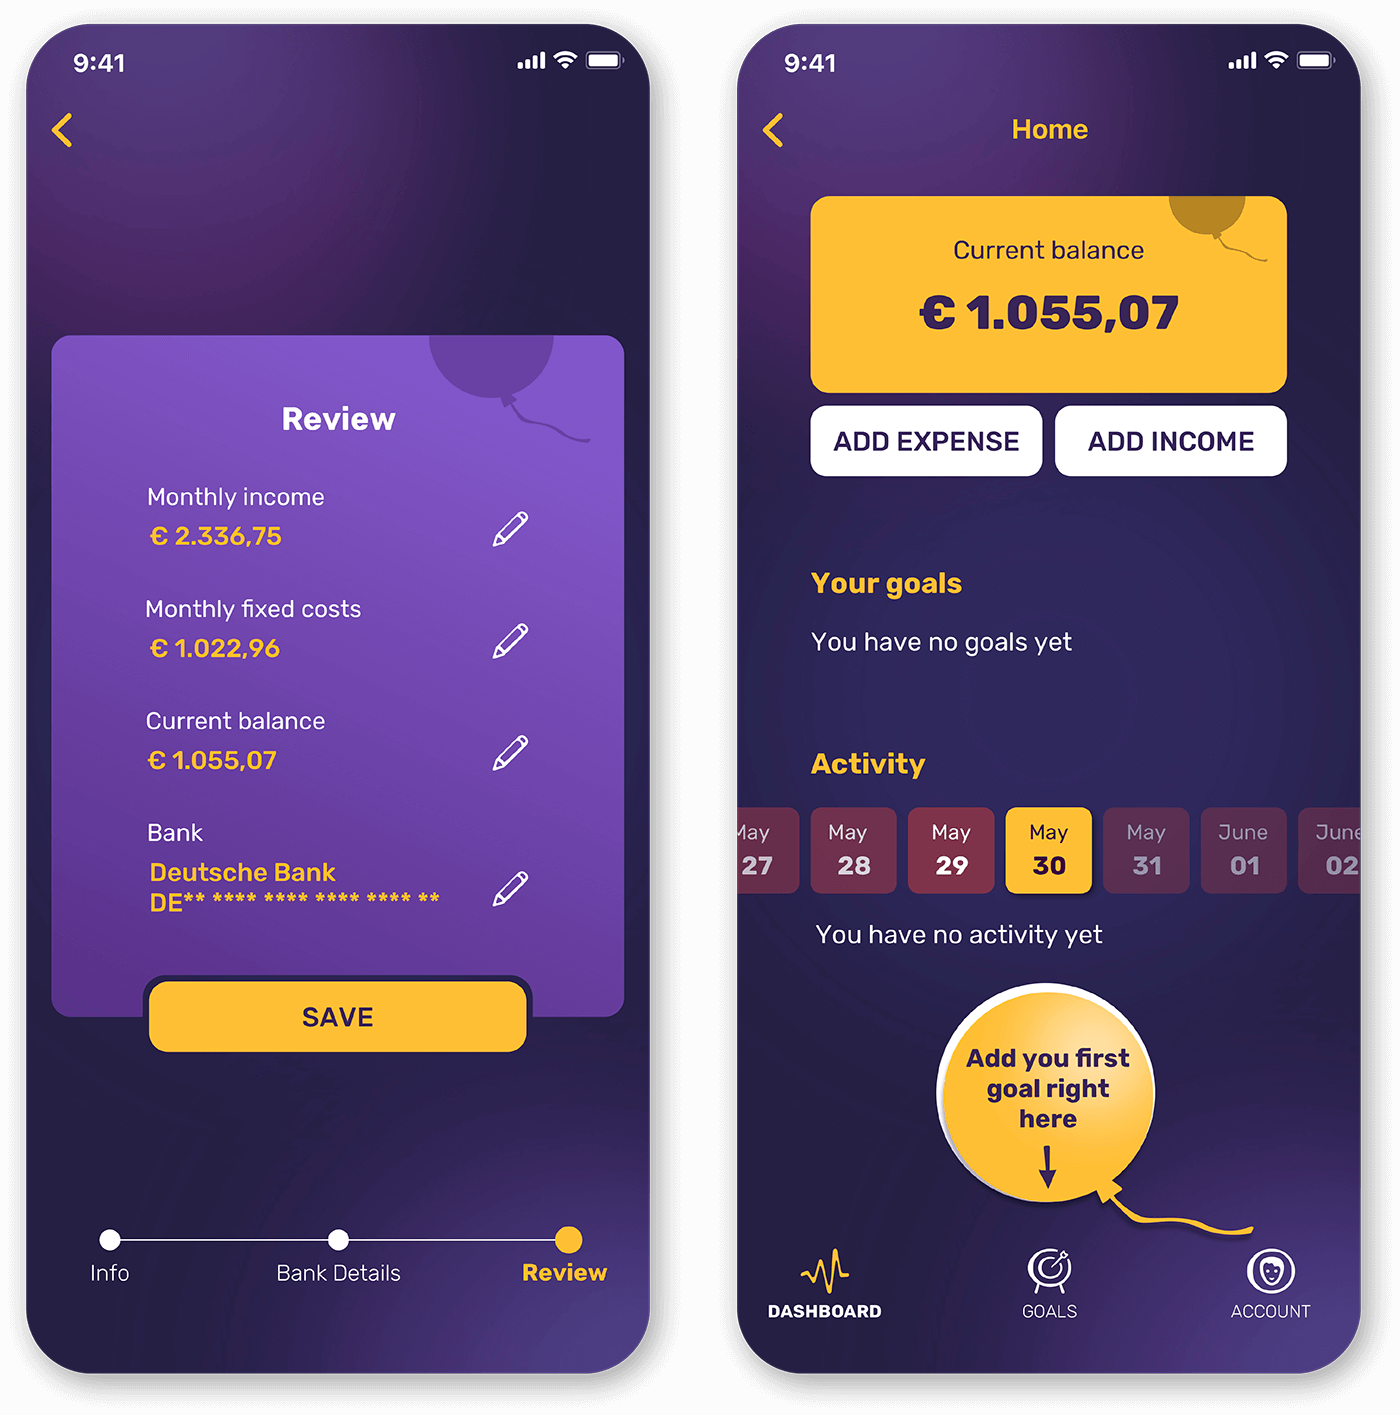 9:41
Review
Monthly income
€ 2.336,75
Monthly fixed costs
€ 1.022,96
Current balance
€ 1.055,07
Bank
Deutsche Bank
DE** **** **** **** **** **
SAVE
Info
Bank Details
Review
9:41
Home
Current balance
€ 1.055,07
ADD EXPENSE
ADD INCOME
Your goals
You have no goals yet
Activity
May
27
May
28
May
29
May
30
May
31
June
01
June
02
You have no activity yet
Add you first
goal right
here
DASHBOARD
GOALS
ACCOUNT